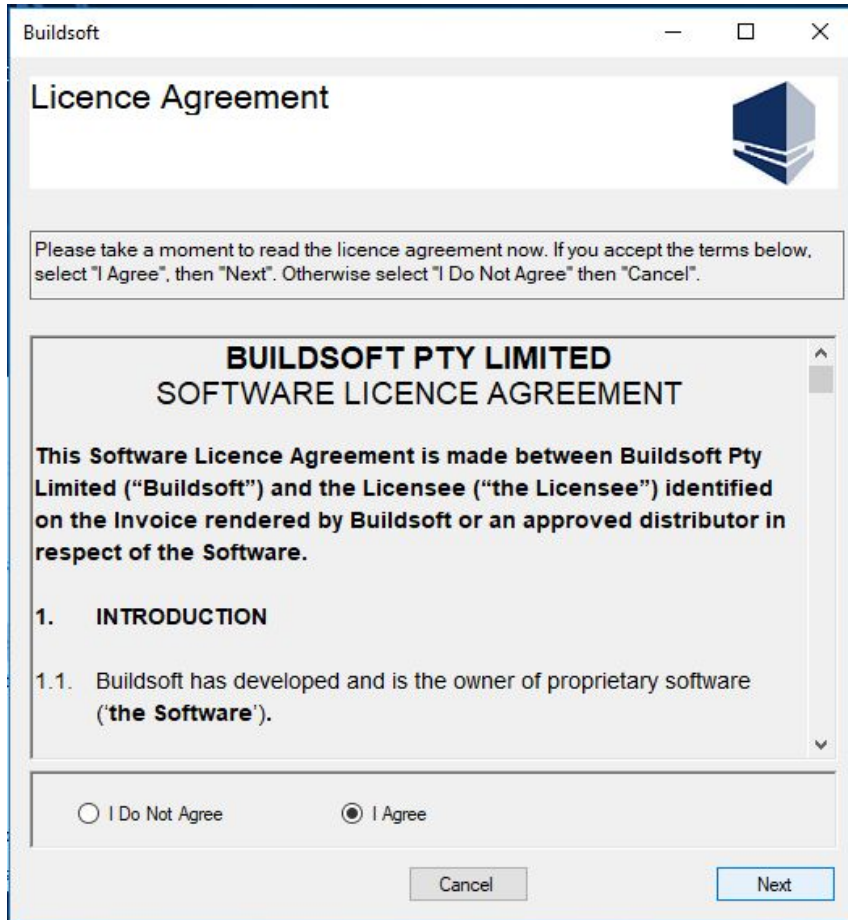 Buildsoft
Licence Agreement
Please take a moment to read the licence agreement now. If you accept the terms below,
select "I Agree", then "Next". Otherwise select "I Do Not Agree" then "Cancel".
BUILDSOFT PTY LIMITED
SOFTWARE LICENCE AGREEMENT
This Software Licence Agreement is made between Buildsoft Pty
Limited (“Buildsoft”) and the Licensee (“the Licensee”) identified
on the Invoice rendered by Buildsoft or an approved distributor in
respect of the Software.
1. INTRODUCTION
1.1. Buildsoft has developed and is the owner of proprietary software
(‘the Software’).
I Do Not Agree
I Agree
Cancel
Next